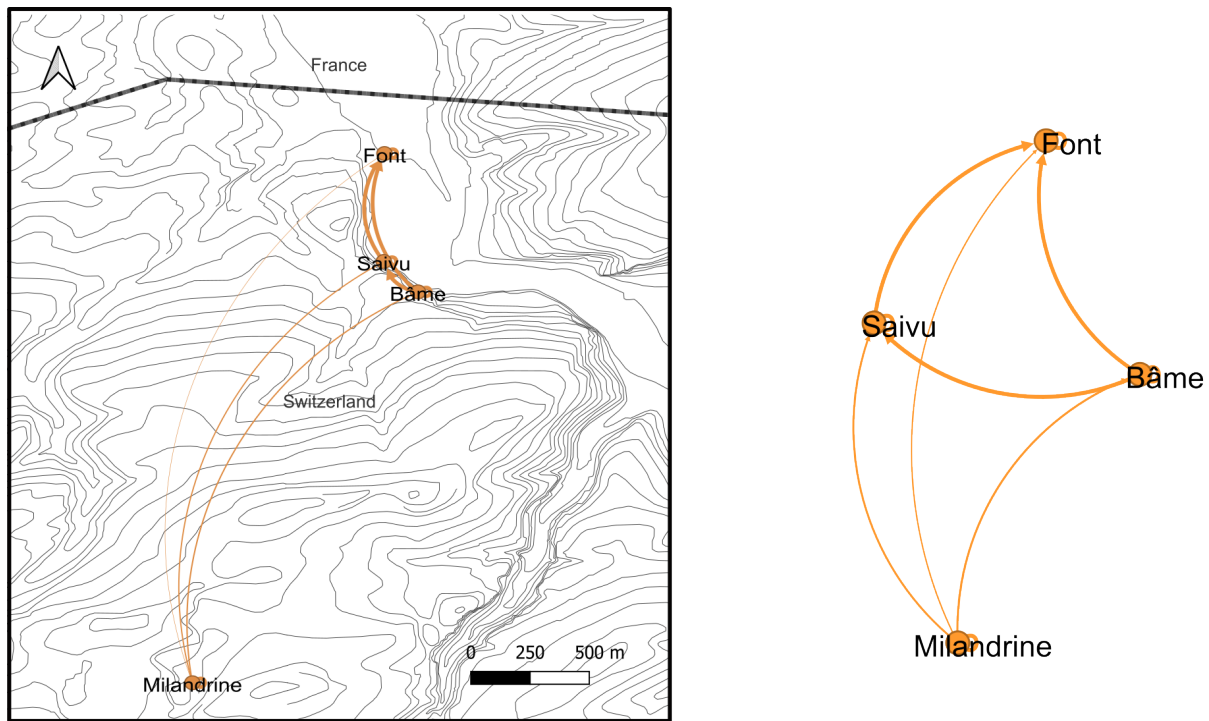 France
Font
Saivu
Bâme
Switzerland
0 250 500 m
Milandrine
Font
Saivu
Bâme
Milandrine